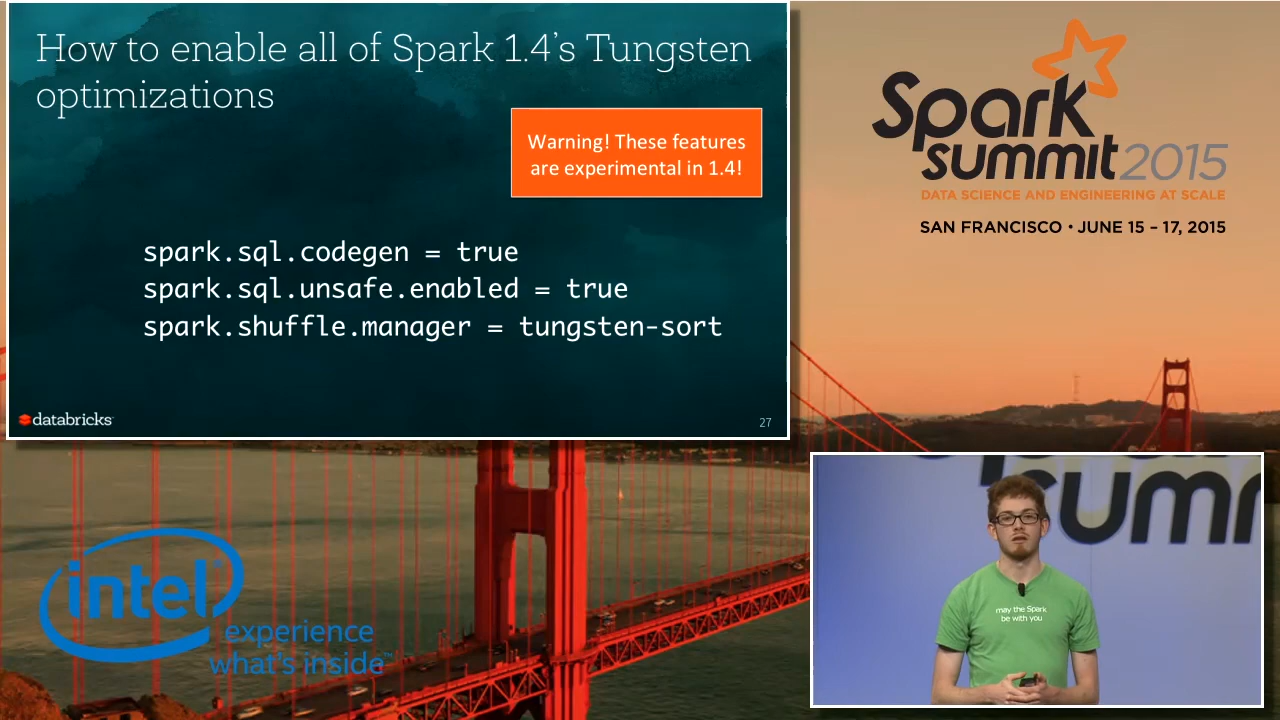 How to enable all of Spark 1.4's Tungsten
optimizations
Warning! These features
are experimental in 1.4!
spark.sql.codegen = true
spark.sql.unsafe.enabled = true
spark.shuffle.manager = tungsten-sort
databricks
27
Spark
summit 2015
DATA SCIENCE AND ENGINEERING AT SCALE
SAN FRANCISCO • JUNE 15 – 17, 2015
intel®
experience
what's inside™
may the Spark
be with you